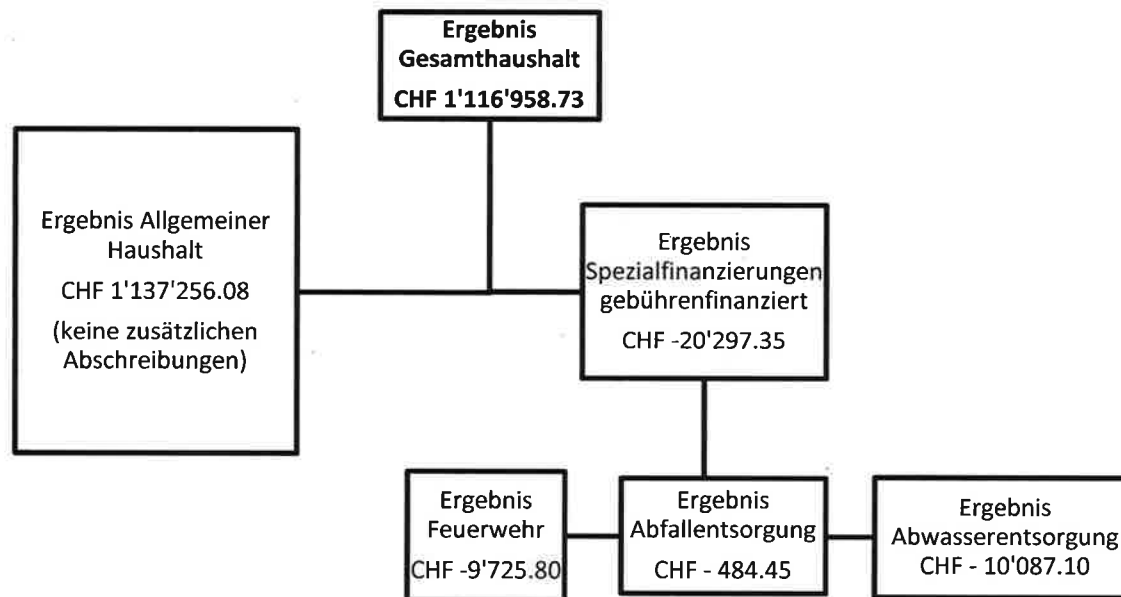 Ergebnis
Gesamthaushalt
CHF 1'116'958.73
Ergebnis Allgemeiner
Haushalt
CHF 1'137'256.08
(keine zusätzlichen
Abschreibungen)
Ergebnis
Spezialfinanzierungen
gebührenfinanziert
CHF -20'297.35
Ergebnis
Feuerwehr
CHF -9'725.80
Ergebnis
Abfallentsorgung
CHF - 484.45
Ergebnis
Abwasserentsorgung
CHF - 10'087.10